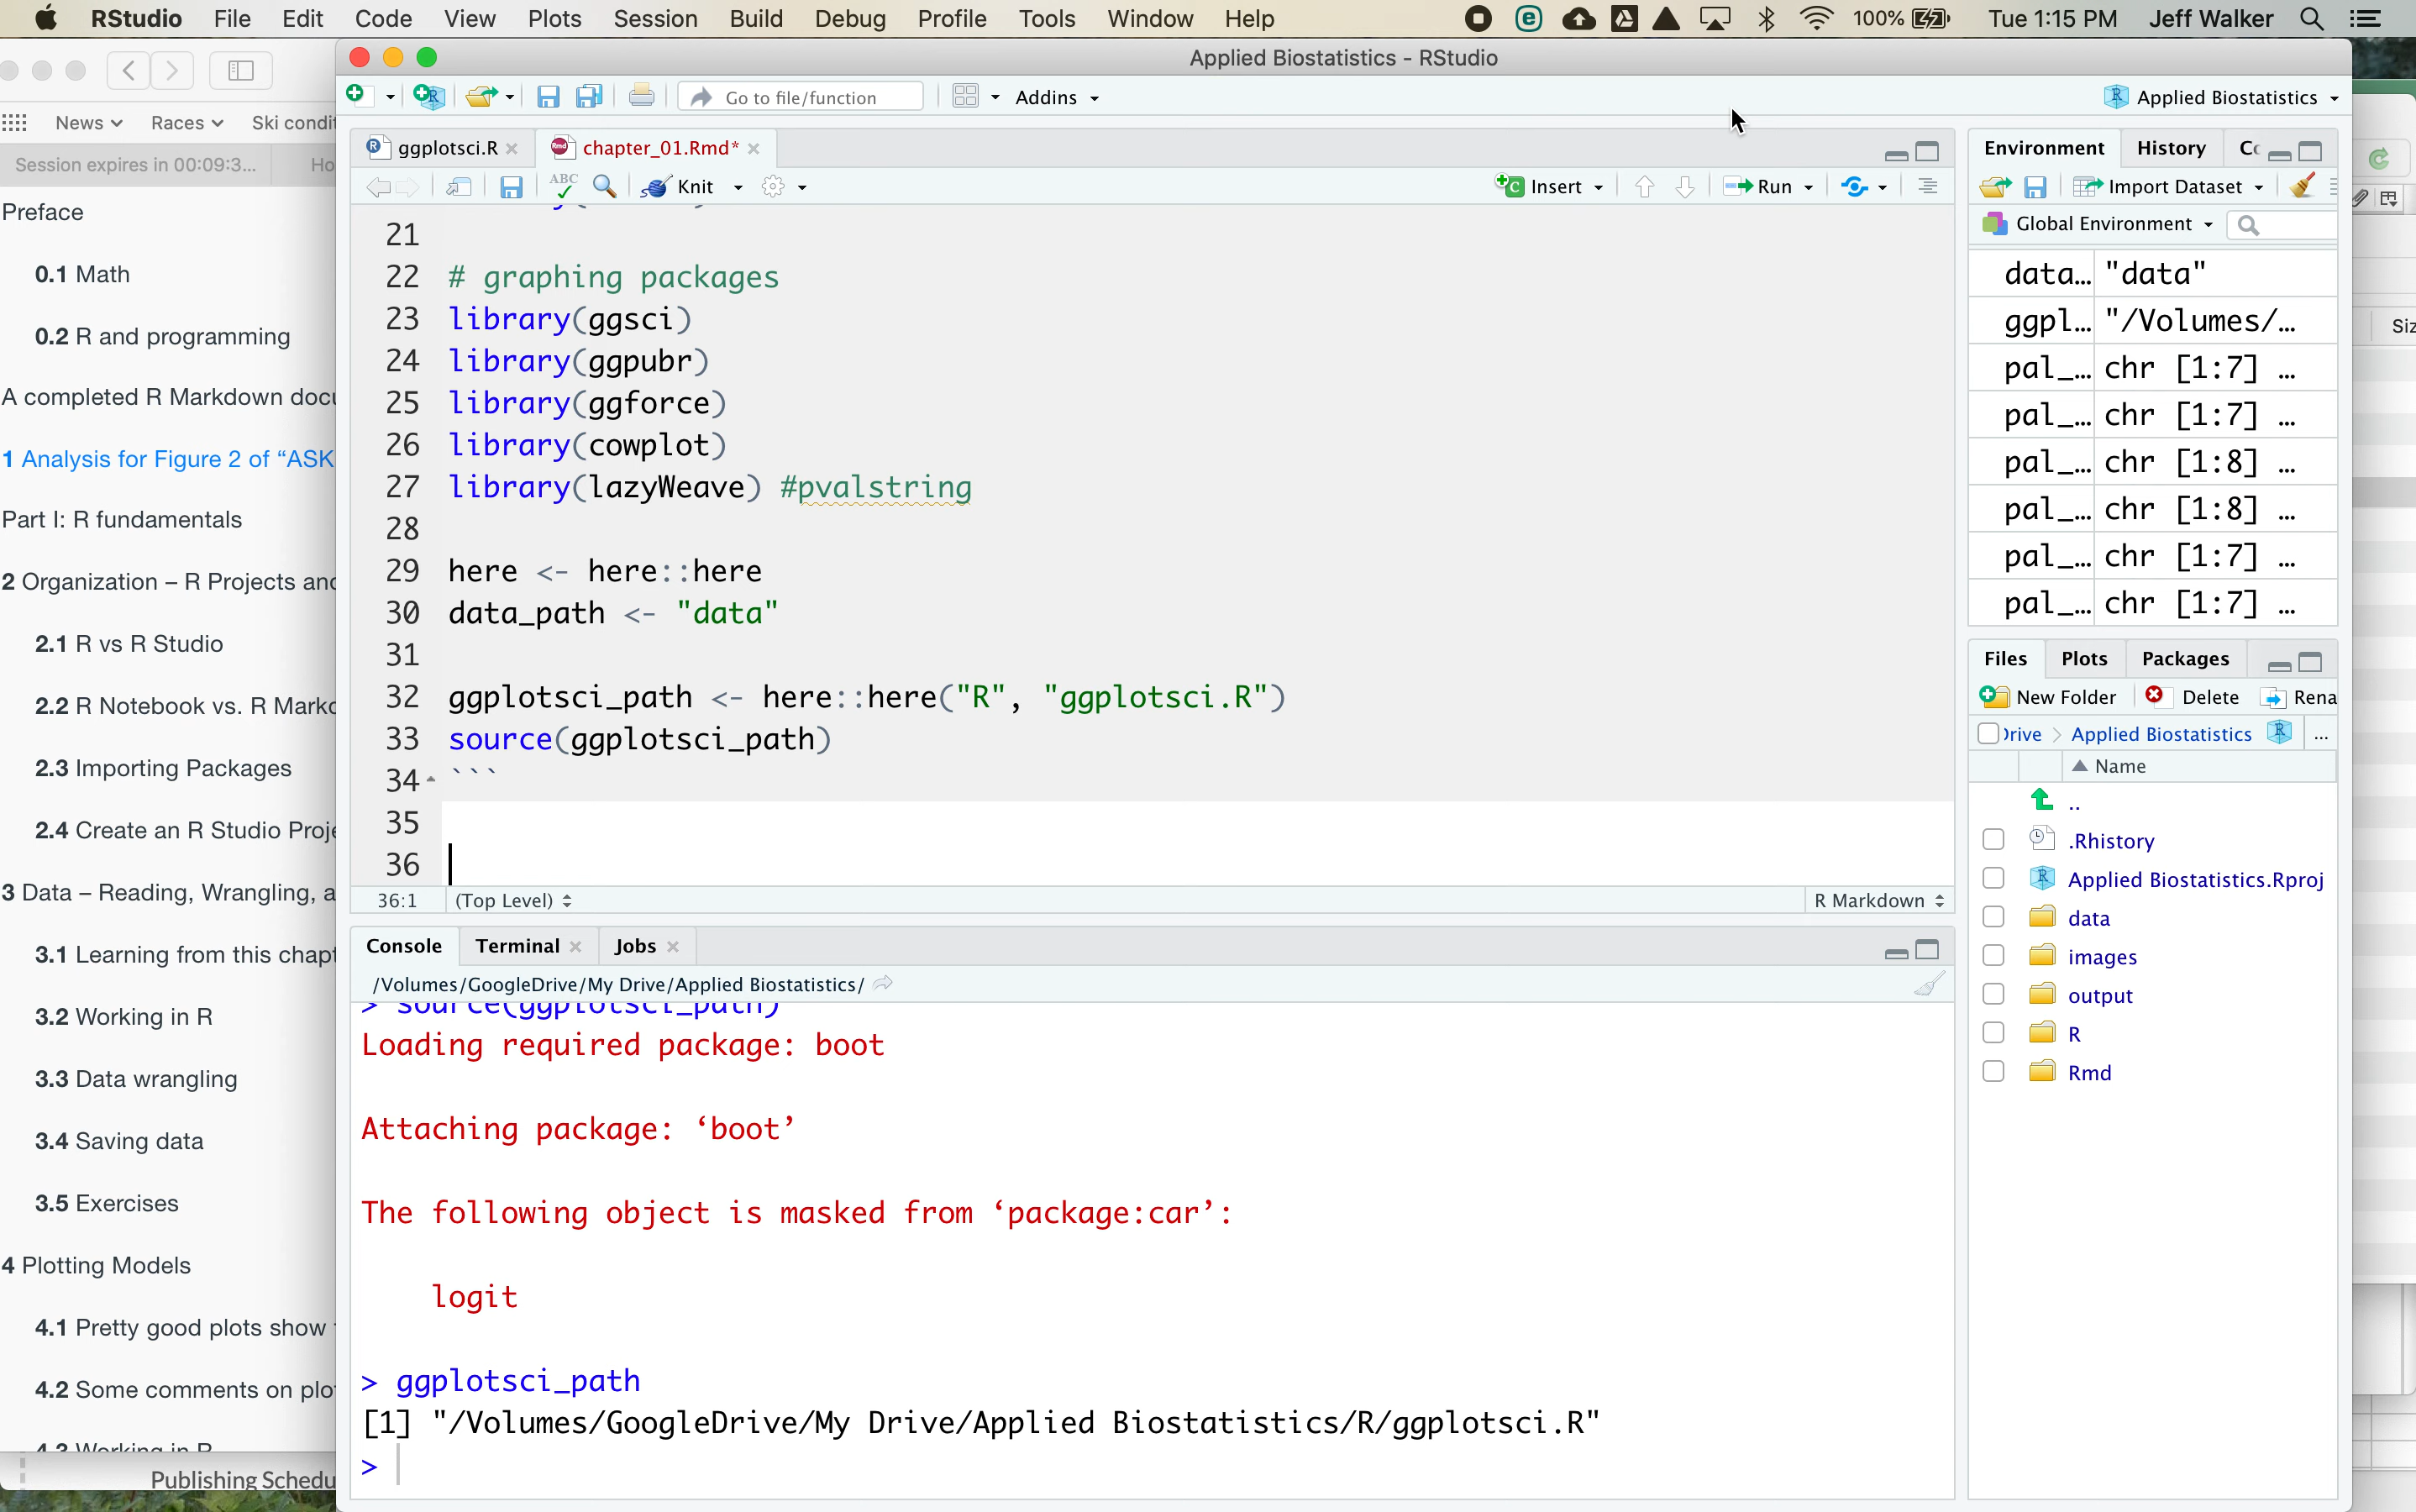 RStudio File Edit Code View Plots Session Build Debug Profile Tools Window Help 100% Tue 1:15 PM Jeff Walker
Applied Biostatistics - RStudio
Go to file/function Addins Applied Biostatistics
News Races Ski
Session expires in 00:09:3...
Preface
0.1 Math
0.2 R and programming
A completed R Markdown
1 Analysis for Figure 2 of “ASK
Part I: R fundamentals
2 Organization – R Projects
2.1 R vs R Studio
2.2 R Notebook vs. R
2.3 Importing Packages
2.4 Create an R Studio
3 Data – Reading, Wrangling,
3.1 Learning from this
3.2 Working in R
3.3 Data wrangling
3.4 Saving data
3.5 Exercises
4 Plotting Models
4.1 Pretty good plots show
4.2 Some comments on
4.3 Working in R
Publishing
ggplotsci.R chapter_01.Rmd*
ABC Knit Insert Run
21
22 # graphing packages
23 library(ggsci)
24 library(ggpubr)
25 library(ggforce)
26 library(cowplot)
27 library(lazyWeave) #pvalstring
28
29 here <- here::here
30 data_path <- "data"
31
32 ggplotsci_path <- here::here("R", "ggplotsci.R")
33 source(ggplotsci_path)
34 ```
35
36
36:1 (Top Level) R Markdown
Console Terminal Jobs
/Volumes/GoogleDrive/My Drive/Applied Biostatistics/
> source(ggplotsci_path)
Loading required package: boot
Attaching package: ‘boot’
The following object is masked from ‘package:car’:
logit
> ggplotsci_path
[1] "/Volumes/GoogleDrive/My Drive/Applied Biostatistics/R/ggplotsci.R"
>
Environment History
Import Dataset
Global Environment
data... "data"
ggpl... "/Volumes/...
pal_... chr [1:7] ...
pal_... chr [1:7] ...
pal_... chr [1:8] ...
pal_... chr [1:8] ...
pal_... chr [1:7] ...
pal_... chr [1:7] ...
Files Plots Packages
New Folder Delete
Applied Biostatistics ...
Name
..
.Rhistory
Applied Biostatistics.Rproj
data
images
output
R
Rmd